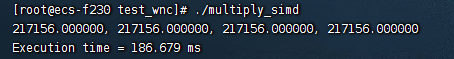 [root@ecs-f230 test_wnc]# ./multiply_simd
217156.000000, 217156.000000, 217156.000000, 217156.000000
Execution time = 186.679 ms